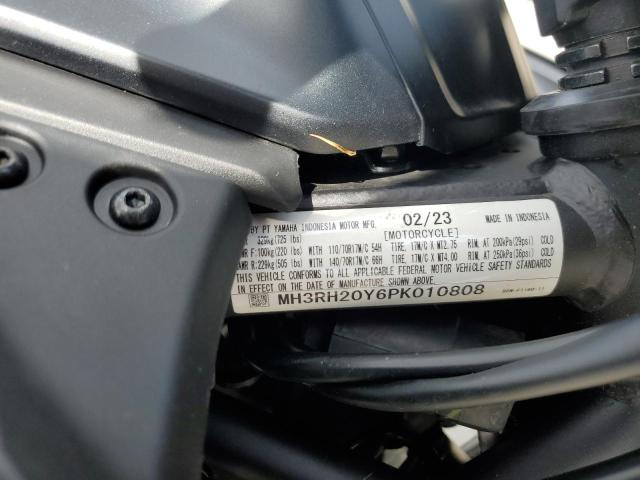 BY PT YAMAHA INDONESIA MOTOR MFG. 02/23 MADE IN INDONESIA
329kg(725 lbs) [MOTORCYCLE]
WR F:100kg(220 lbs) WITH 110/70R17M/C 54H TIRE, 17M/C X MT2.75 RIM, AT 200kPa(29psi) COLD
AWR R:229kg(505 lbs) WITH 140/70R17M/C 66H TIRE, 17M/C X MT4.00 RIM, AT 250kPa(36psi) COLD
THIS VEHICLE CONFORMS TO ALL APPLICABLE FEDERAL MOTOR VEHICLE SAFETY STANDARDS
IN EFFECT ON THE DATE OF MANUFACTURE SHOWN ABOVE.
MH3RH20Y6PK010808